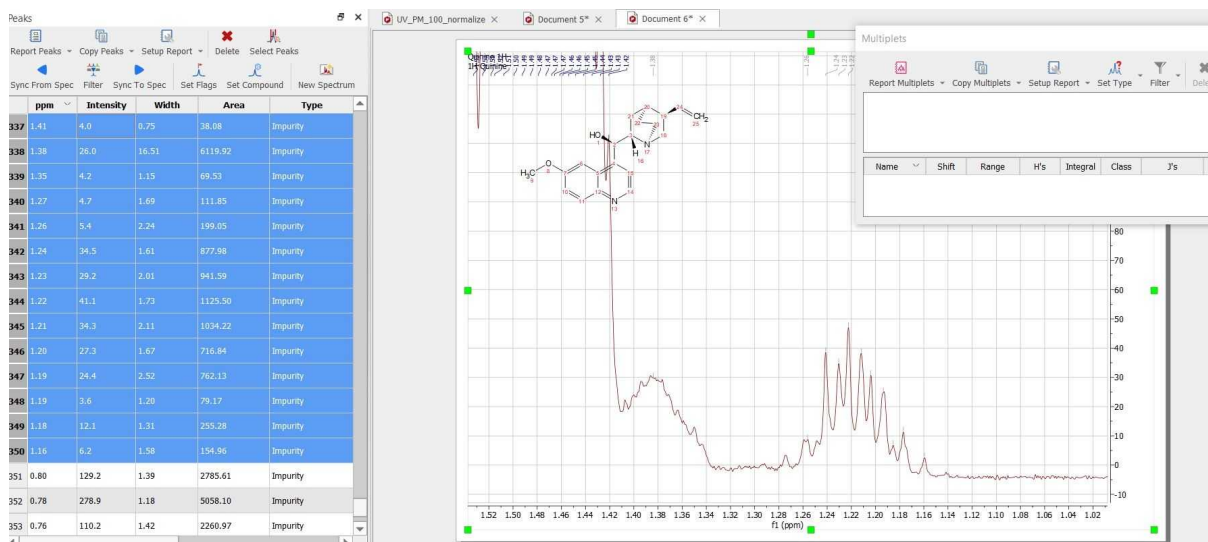 Peaks
Report Peaks Copy Peaks Setup Report Delete Select Peaks
Sync From Spec Filter Sync To Spec Set Flags Set Compound New Spectrum
ppm Intensity Width Area Type
337 1.41 4.0 0.75 38.08 Impurity
338 1.38 26.0 16.51 6119.92 Impurity
339 1.35 4.2 1.15 69.53 Impurity
340 1.27 4.7 1.69 111.85 Impurity
341 1.26 5.4 2.24 199.05 Impurity
342 1.24 34.5 1.61 877.98 Impurity
343 1.23 29.2 2.01 941.59 Impurity
344 1.22 41.1 1.73 1125.50 Impurity
345 1.21 34.3 2.11 1034.22 Impurity
346 1.20 27.3 1.67 716.84 Impurity
347 1.19 24.4 2.52 762.13 Impurity
348 1.19 3.6 1.20 79.17 Impurity
349 1.18 12.1 1.31 255.28 Impurity
350 1.16 6.2 1.58 154.96 Impurity
351 0.80 129.2 1.39 2785.61 Impurity
352 0.78 278.9 1.18 5058.10 Impurity
353 0.76 110.2 1.42 2260.97 Impurity
UV_PM_100_normalize Document 5* Document 6*
Quinine 1H
1H Quinine
HO
CH2
N
H
H3C
O
N
80
70
60
50
40
30
20
10
0
-10
1.52 1.50 1.48 1.46 1.44 1.42 1.40 1.38 1.36 1.34 1.32 1.30 1.28 1.26 1.24 1.22 1.20 1.18 1.16 1.14 1.12 1.10 1.08 1.06 1.04 1.02
f1 (ppm)
Multiplets
Report Multiplets Copy Multiplets Setup Report Set Type Filter
Name Shift Range H's Integral Class J's